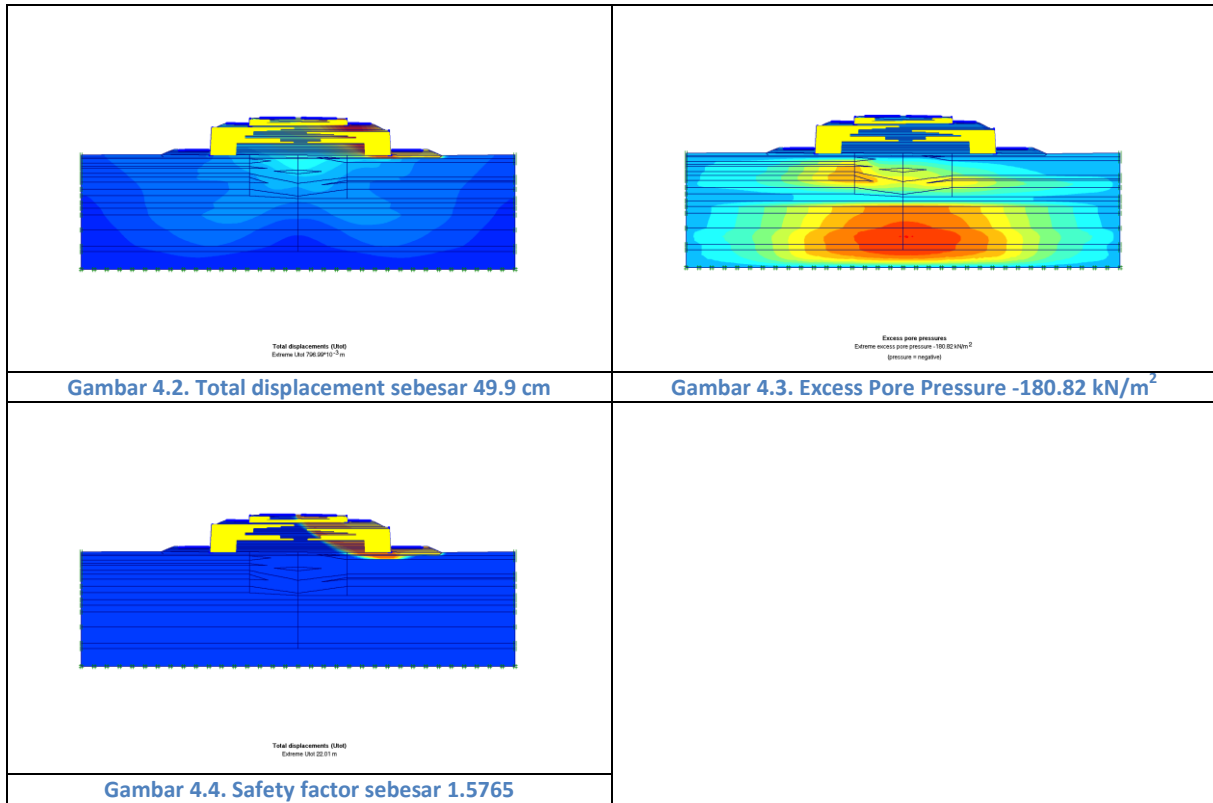 Total displacements (Utot)
Extreme Utot 796.99*10⁻³ m
Excess pore pressures
Extreme excess pore pressure -180.82 kN/m²
(pressure = negative)
Gambar 4.2. Total displacement sebesar 49.9 cm
Gambar 4.3. Excess Pore Pressure -180.82 kN/m²
Total displacements (Utot)
Extreme Utot 22.01 m
Gambar 4.4. Safety factor sebesar 1.5765